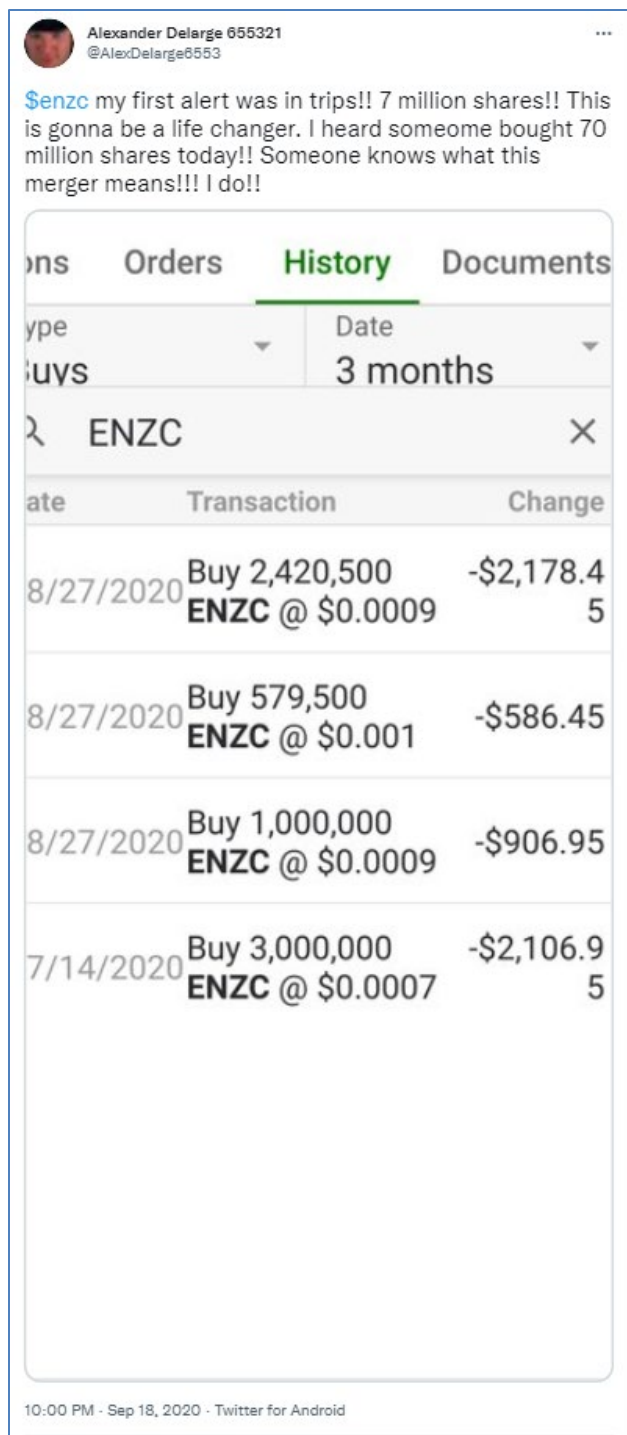 Alexander Delarge 655321
@AlexDelarge6553
$enzc my first alert was in trips!! 7 million shares!! This
is gonna be a life changer. I heard someome bought 70
million shares today!! Someone knows what this
merger means!!! I do!!
ons Orders History Documents
ype Date
Buys 3 months
ENZC
ate Transaction Change
8/27/2020 Buy 2,420,500 -$2,178.4
ENZC @ $0.0009 5
8/27/2020 Buy 579,500 -$586.45
ENZC @ $0.001
8/27/2020 Buy 1,000,000 -$906.95
ENZC @ $0.0009
7/14/2020 Buy 3,000,000 -$2,106.9
ENZC @ $0.0007 5
10:00 PM · Sep 18, 2020 · Twitter for Android